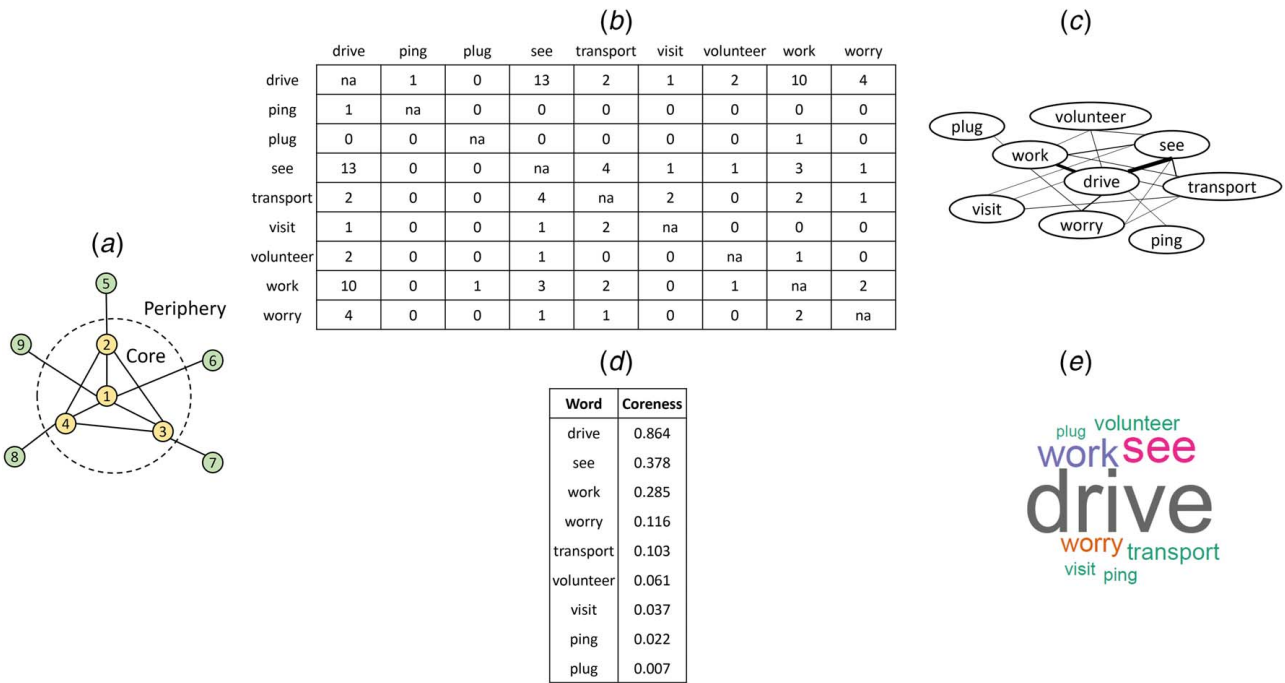 (a)
5
Periphery
9
2
Core
6
1
4
3
8
7
(b)
drive ping plug see transport visit volunteer work worry
drive na 1 0 13 2 1 2 10 4
ping 1 na 0 0 0 0 0 0 0
plug 0 0 na 0 0 0 0 1 0
see 13 0 0 na 4 1 1 3 1
transport 2 0 0 4 na 2 0 2 1
visit 1 0 0 1 2 na 0 0 0
volunteer 2 0 0 1 0 0 na 1 0
work 10 0 1 3 2 0 1 na 2
worry 4 0 0 1 1 0 0 2 na
(c)
volunteer
plug
see
work
drive
transport
visit
worry
ping
(d)
Word Coreness
drive 0.864
see 0.378
work 0.285
worry 0.116
transport 0.103
volunteer 0.061
visit 0.037
ping 0.022
plug 0.007
(e)
plug volunteer
work see
drive
worry transport
visit ping